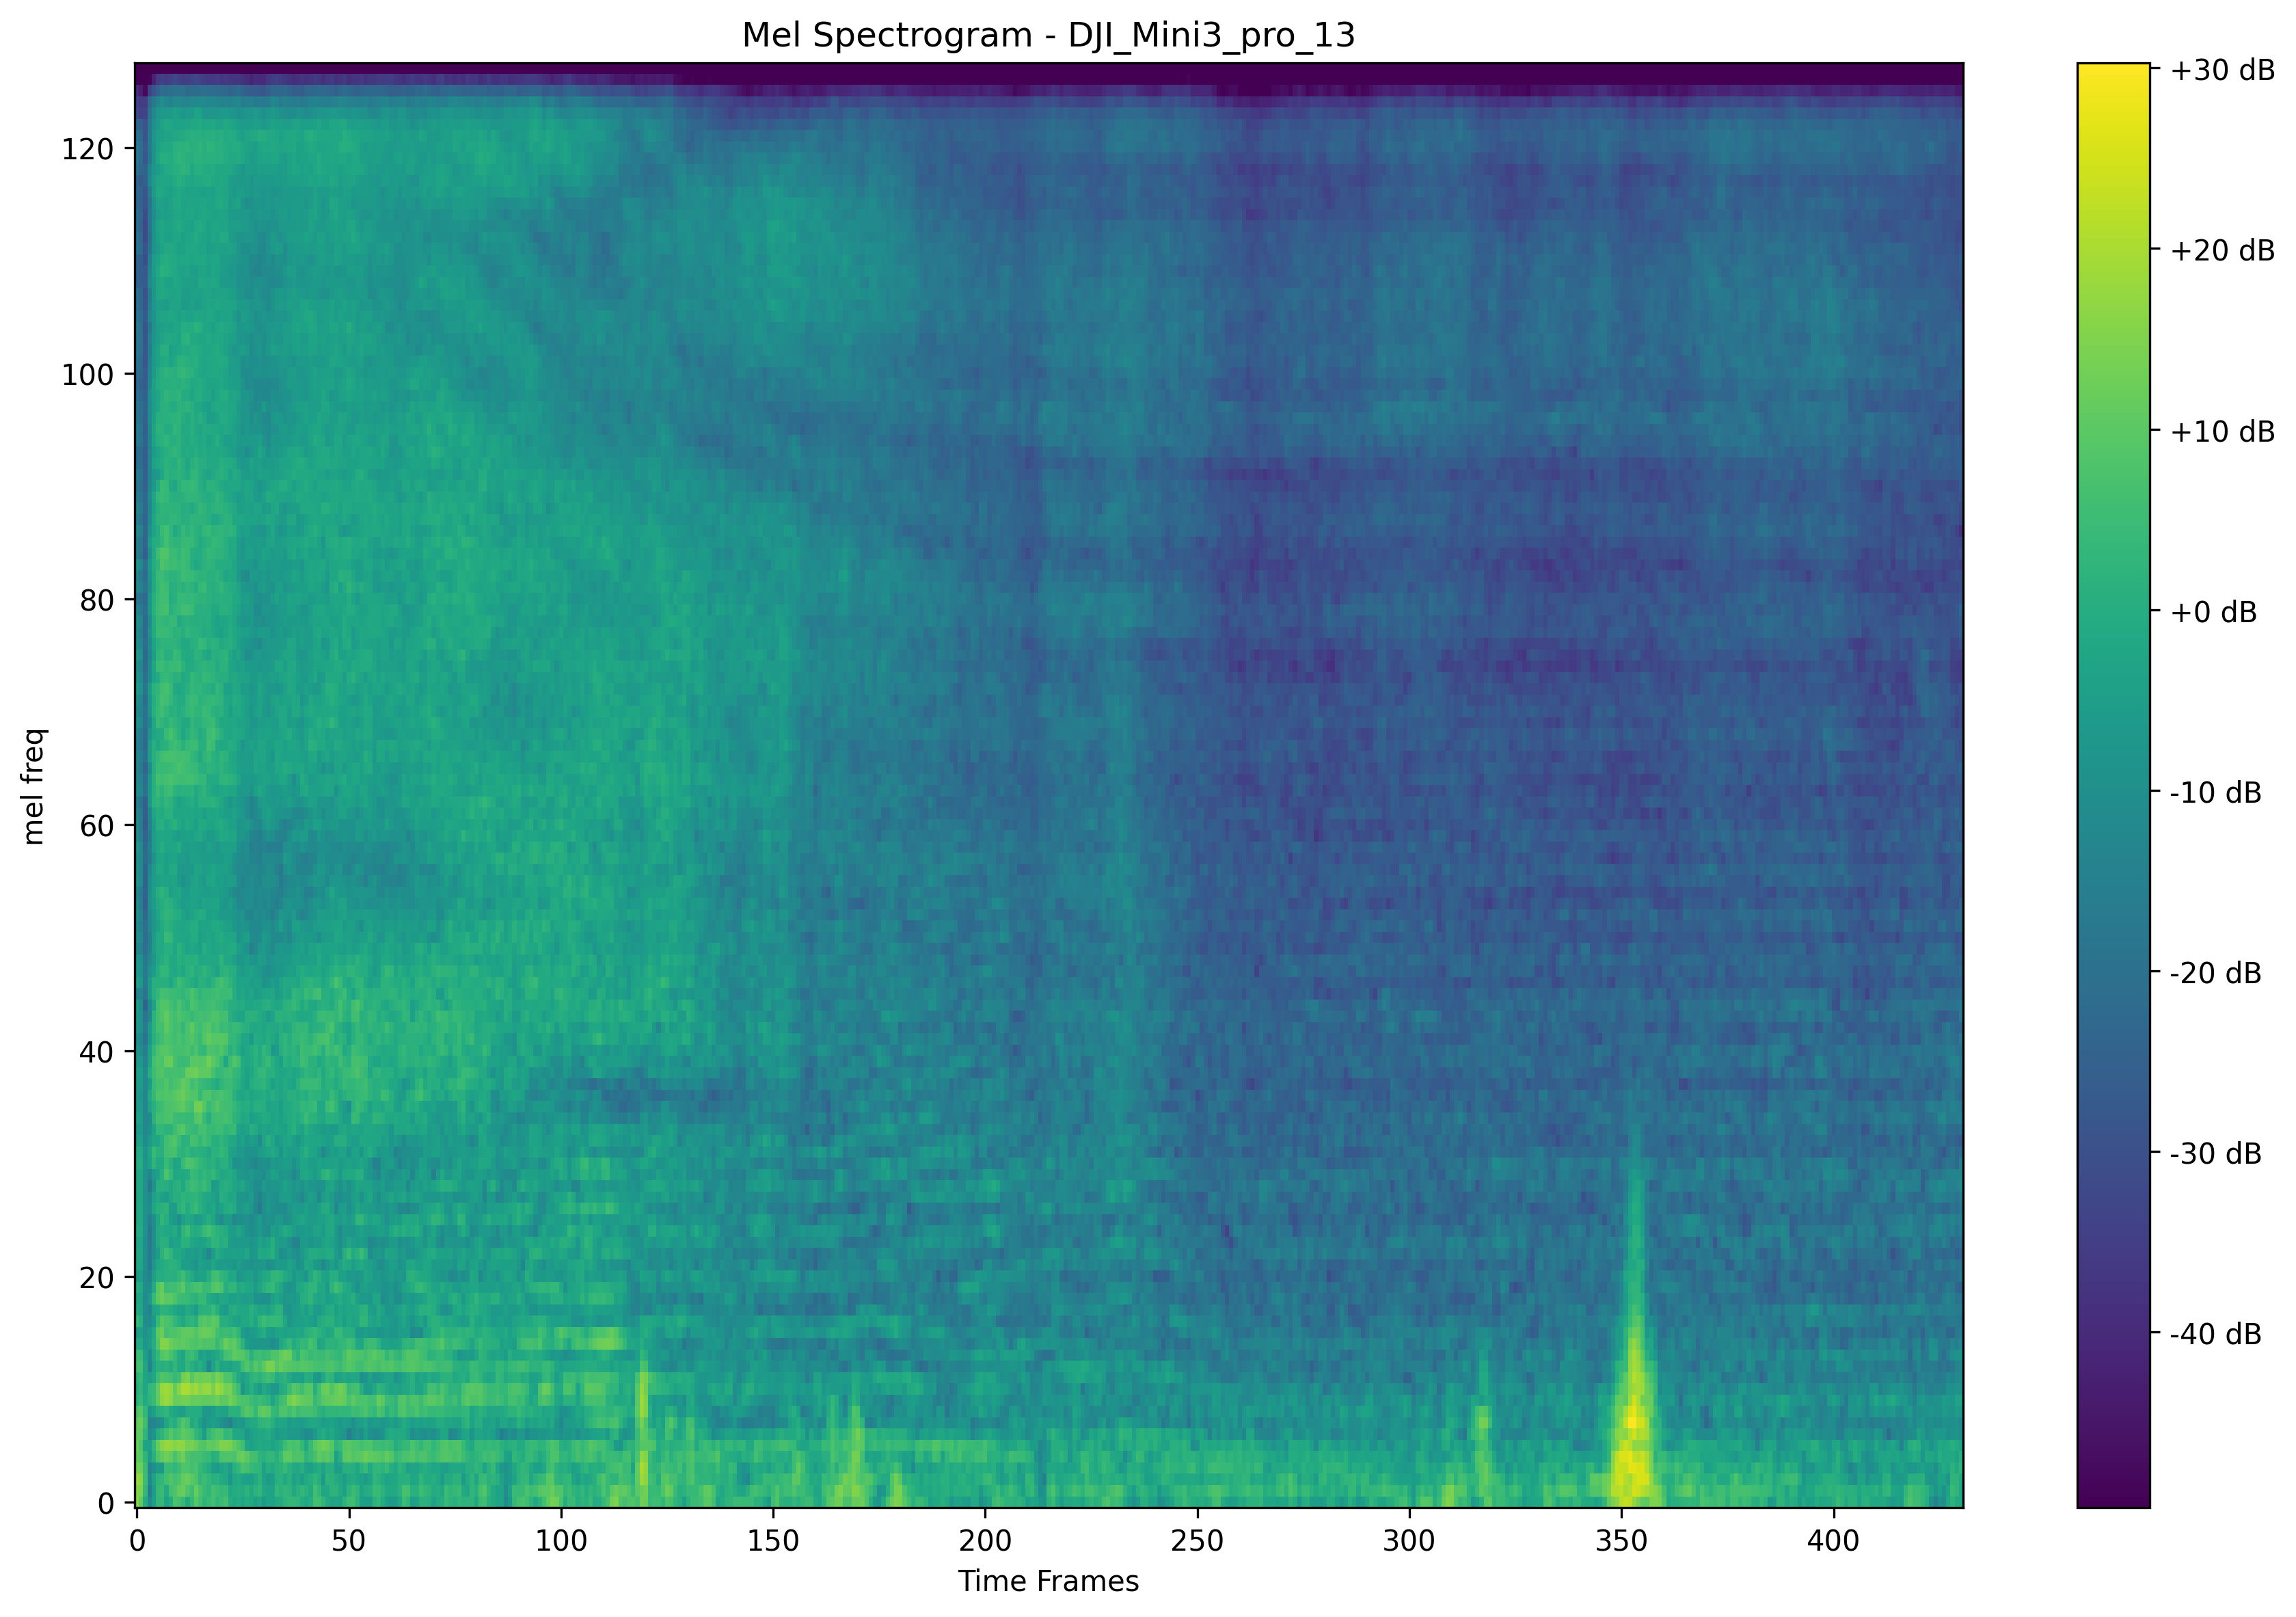 Mel Spectrogram - DJI_Mini3_pro_13
mel freq
120
100
80
60
40
20
0
0 50 100 150 200 250 300 350 400
Time Frames
+30 dB
+20 dB
+10 dB
+0 dB
-10 dB
-20 dB
-30 dB
-40 dB